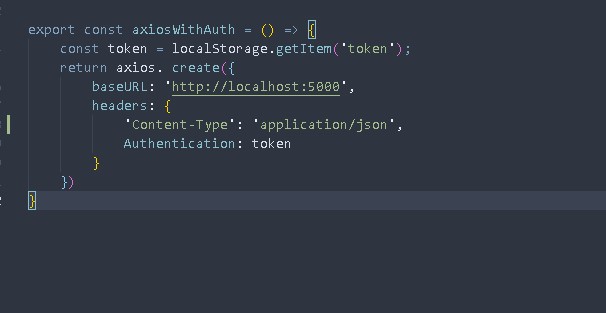 export const axiosWithAuth = () => {
const token = localStorage.getItem('token');
return axios. create({
baseURL: 'http://localhost:5000',
headers: {
'Content-Type': 'application/json',
Authentication: token
}
})
}